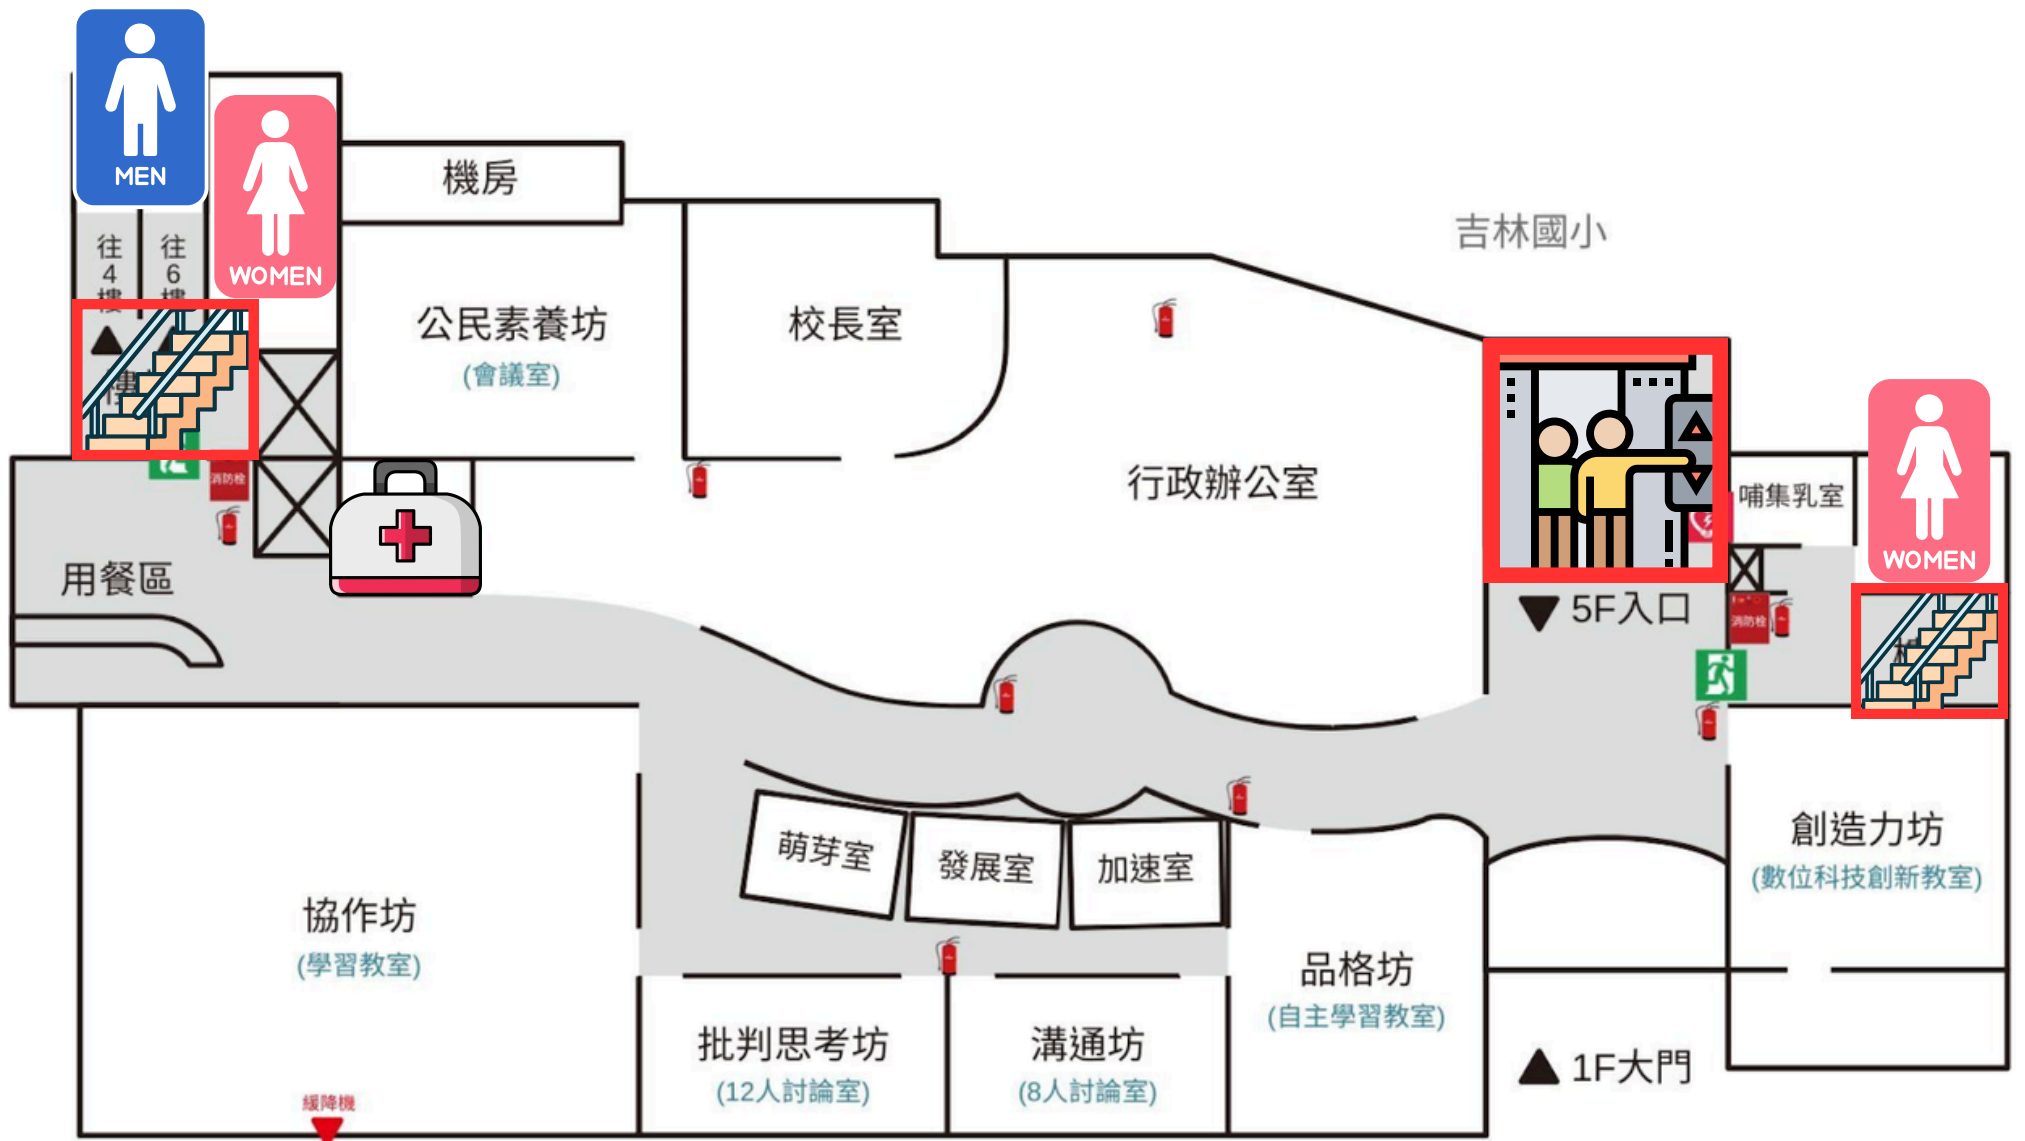 MEN
WOMEN
機房
吉林國小
往4樓
往6樓
公民素養坊
(會議室)
校長室
行政辦公室
消防栓
哺集乳室
WOMEN
用餐區
5F入口
消防栓
萌芽室
發展室
加速室
創造力坊
(數位科技創新教室)
協作坊
(學習教室)
品格坊
(自主學習教室)
批判思考坊
(12人討論室)
溝通坊
(8人討論室)
1F大門
緩降機